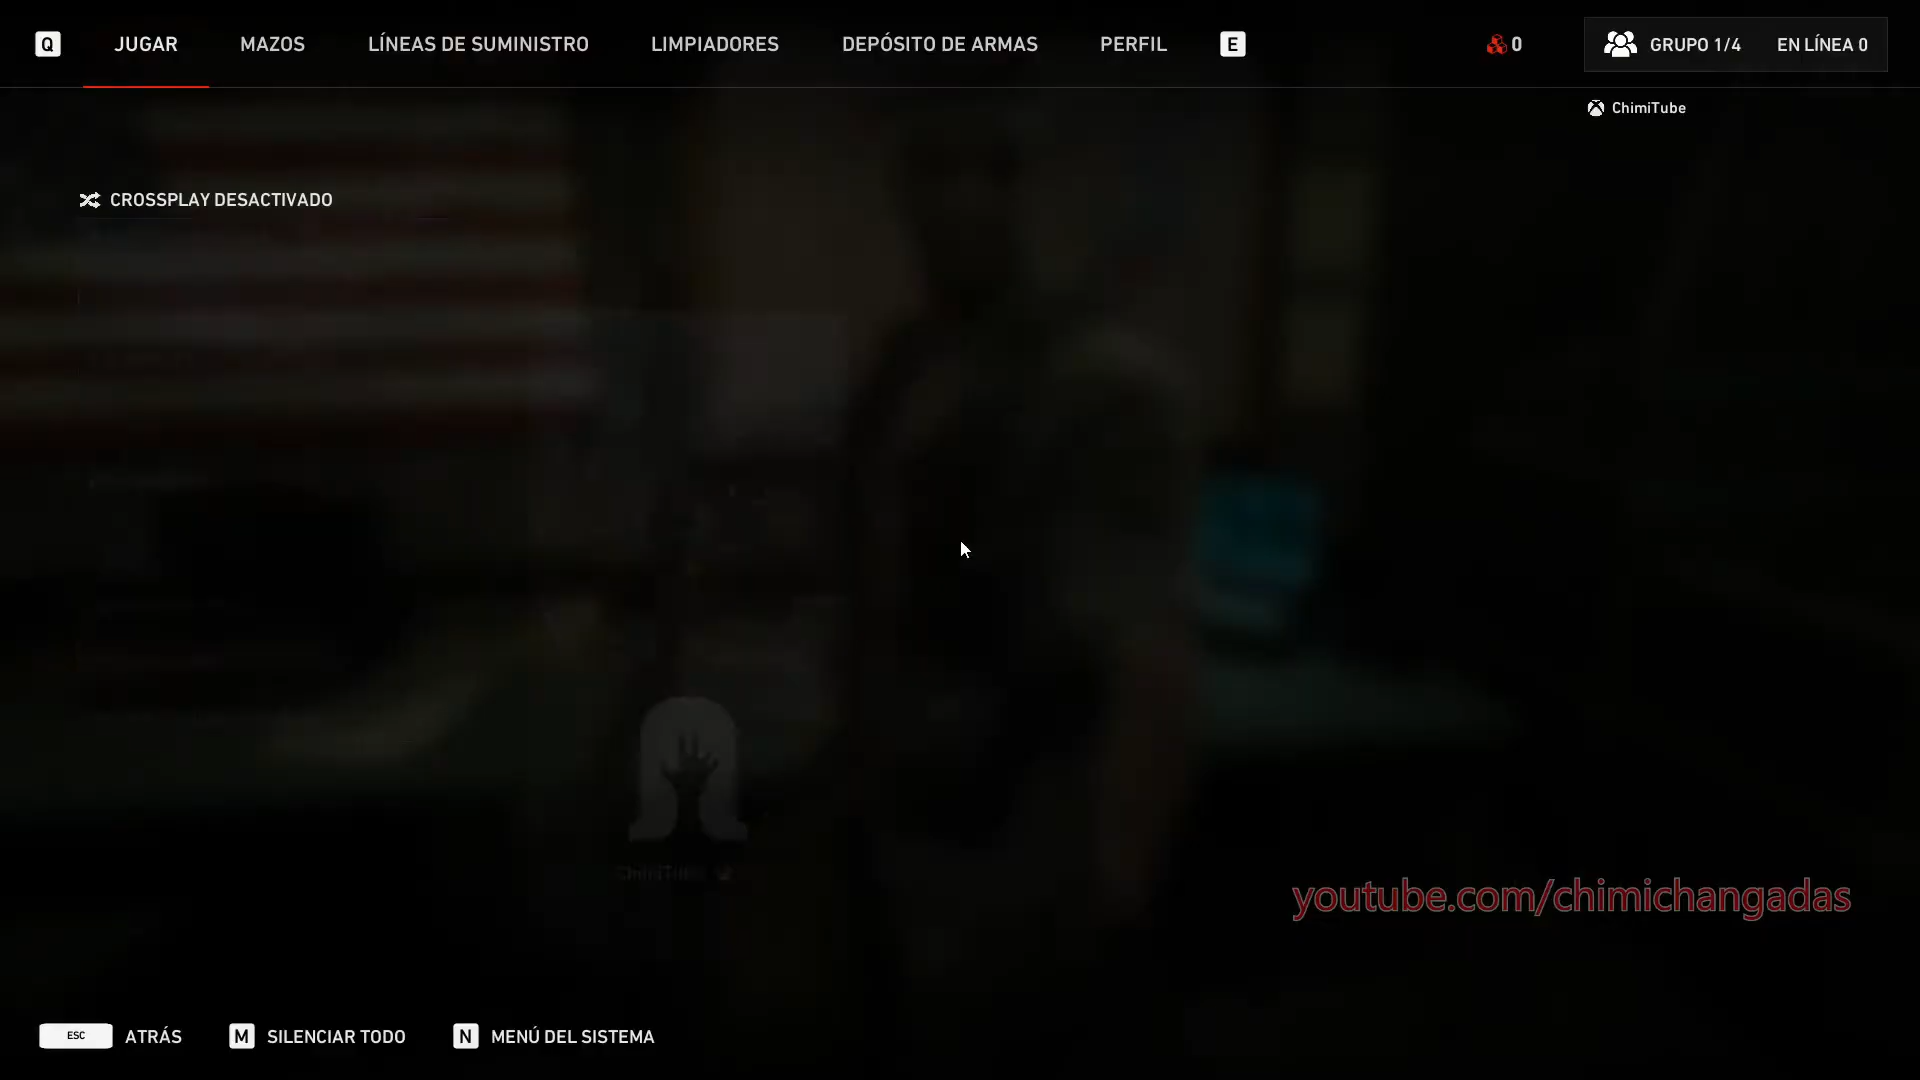 Q JUGAR MAZOS LÍNEAS DE SUMINISTRO LIMPIADORES DEPÓSITO DE ARMAS PERFIL E 0 GRUPO 1/4 EN LÍNEA 0
ChimiTube
CROSSPLAY DESACTIVADO
ChimiTube
youtube.com/chimichangadas
ESC ATRÁS M SILENCIAR TODO N MENÚ DEL SISTEMA